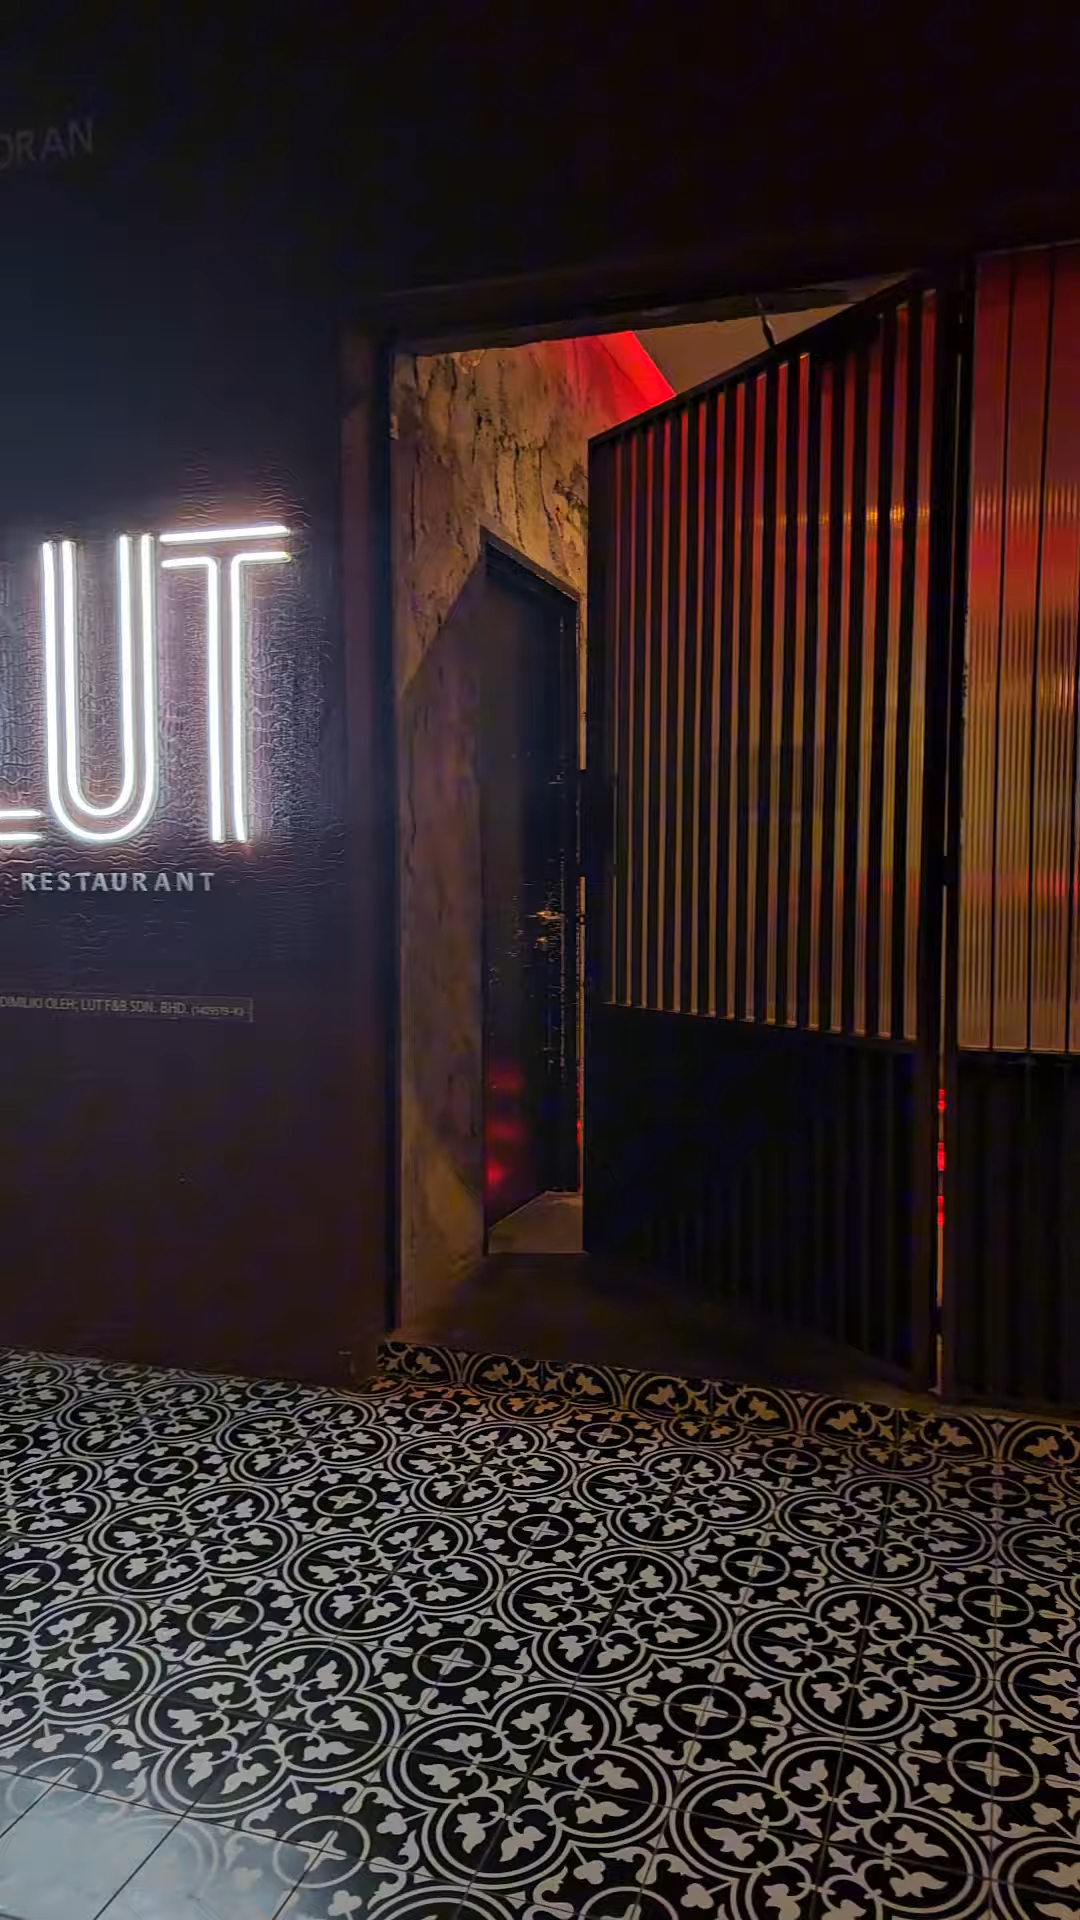 ORAN
LUT
RESTAURANT
DIMILIKI OLEH; LUT F&B SDN. BHD.